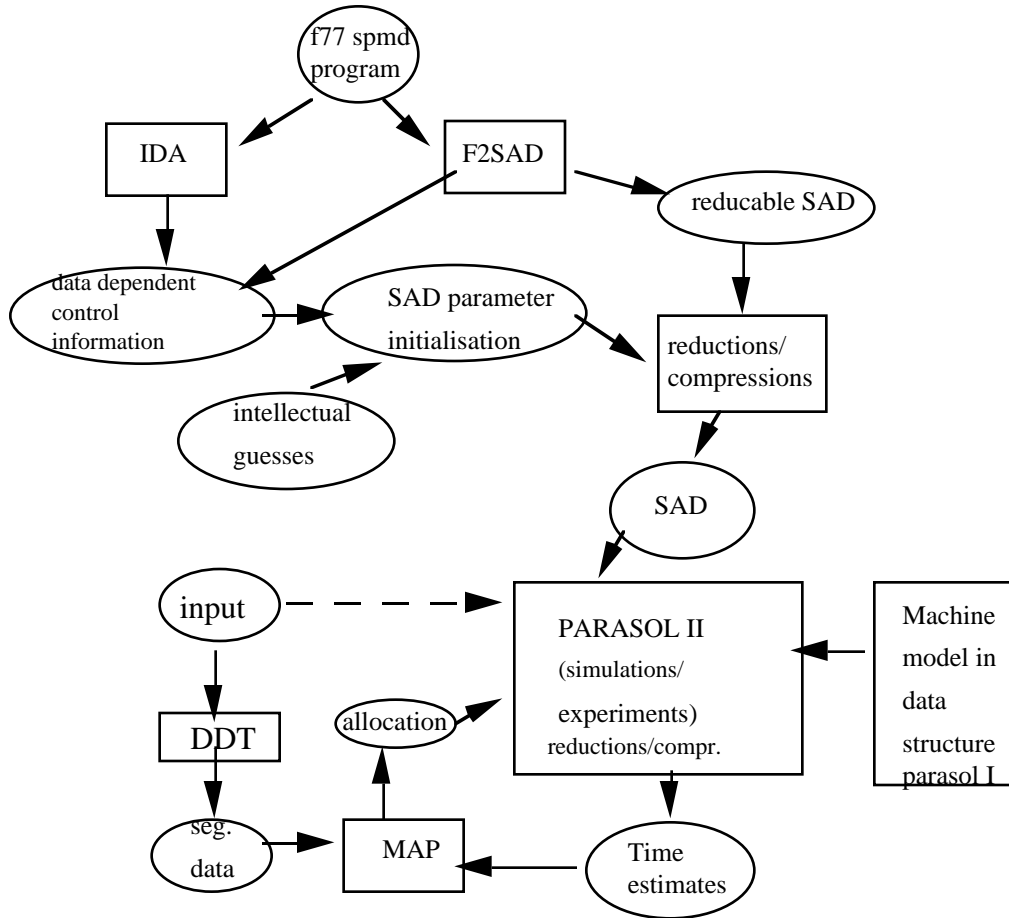 f77 spmd
program
IDA
F2SAD
reducable SAD
data dependent
control
information
SAD parameter
initialisation
reductions/
compressions
intellectual
guesses
SAD
input
PARASOL II
(simulations/
experiments)
reductions/compr.
Machine
model in
data
structure
parasol I
allocation
DDT
seg.
data
MAP
Time
estimates